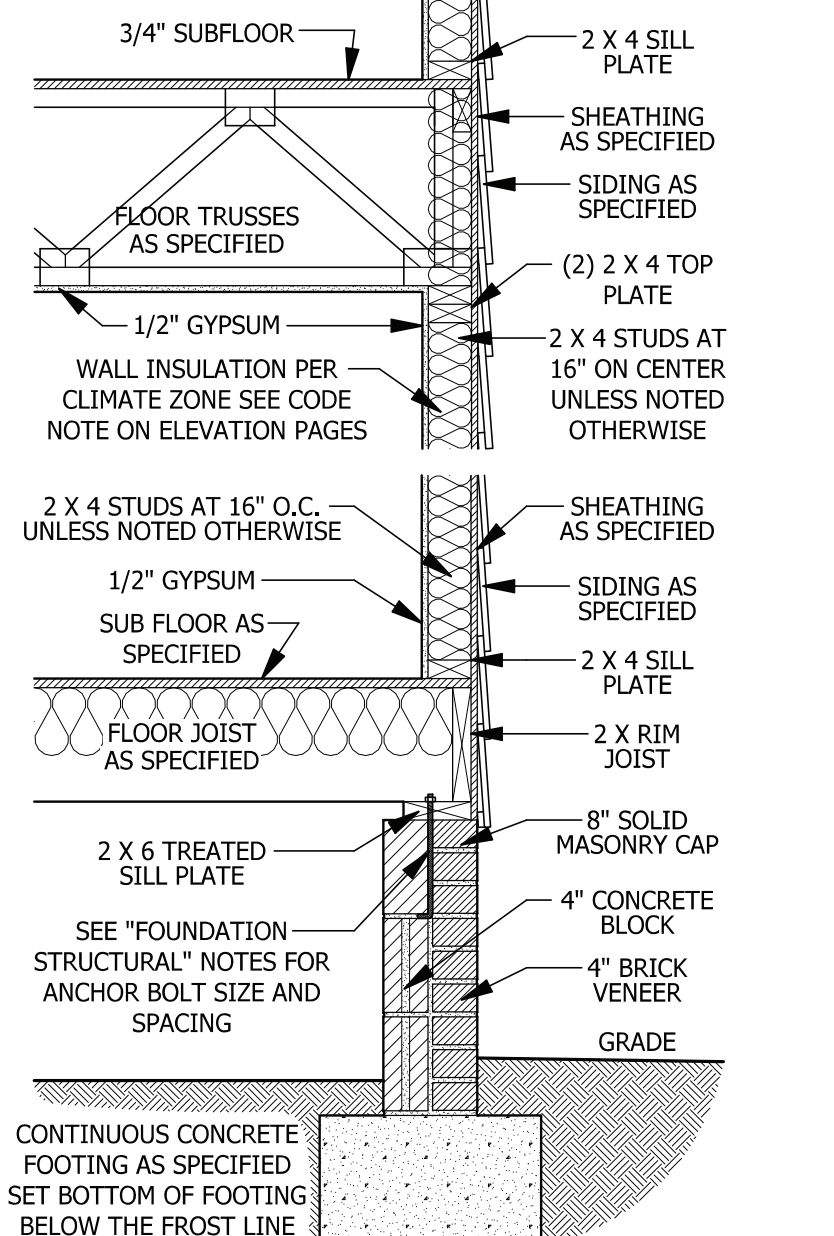 3/4" SUBFLOOR
2 X 4 SILL
PLATE
SHEATHING
AS SPECIFIED
SIDING AS
SPECIFIED
FLOOR TRUSSES
AS SPECIFIED
(2) 2 X 4 TOP
PLATE
1/2" GYPSUM
2 X 4 STUDS AT
16" ON CENTER
UNLESS NOTED
OTHERWISE
WALL INSULATION PER
CLIMATE ZONE SEE CODE
NOTE ON ELEVATION PAGES
2 X 4 STUDS AT 16" O.C.
UNLESS NOTED OTHERWISE
SHEATHING
AS SPECIFIED
1/2" GYPSUM
SIDING AS
SPECIFIED
SUB FLOOR AS
SPECIFIED
2 X 4 SILL
PLATE
FLOOR JOIST
AS SPECIFIED
2 X RIM
JOIST
8" SOLID
MASONRY CAP
2 X 6 TREATED
SILL PLATE
4" CONCRETE
BLOCK
SEE "FOUNDATION
STRUCTURAL" NOTES FOR
ANCHOR BOLT SIZE AND
SPACING
4" BRICK
VENEER
GRADE
CONTINUOUS CONCRETE
FOOTING AS SPECIFIED
SET BOTTOM OF FOOTING
BELOW THE FROST LINE